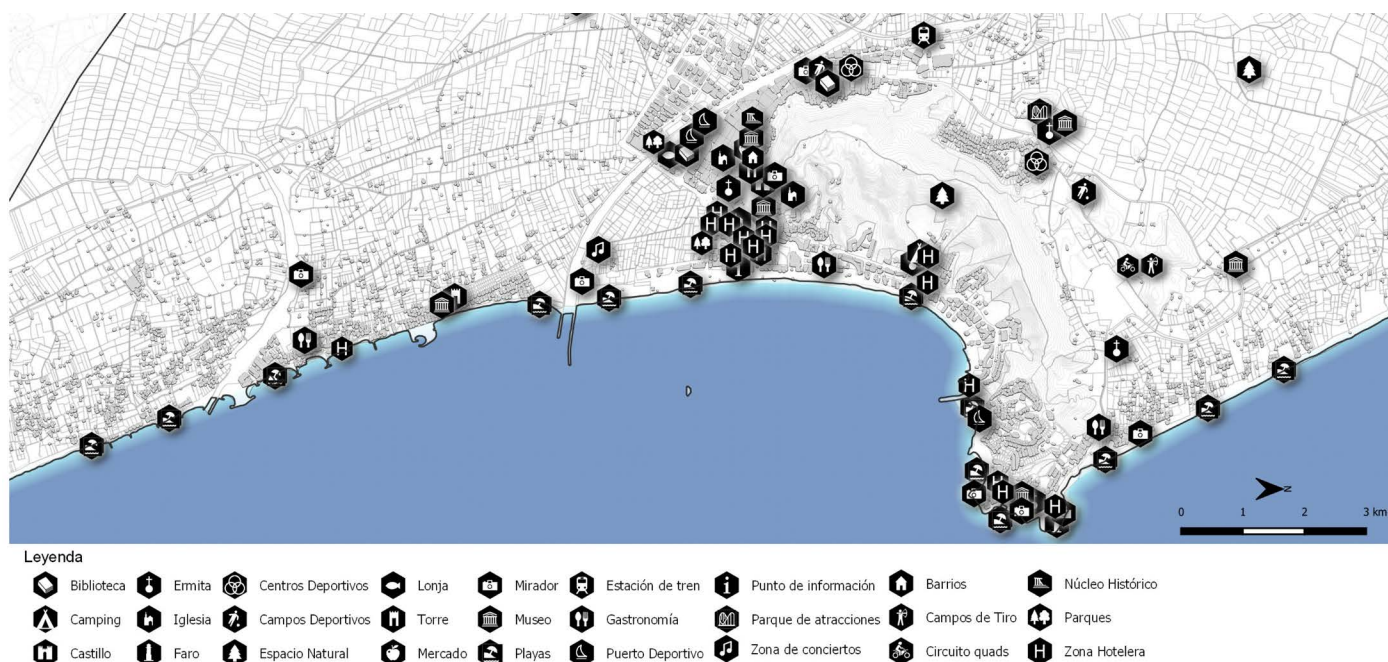 N
0 1 2 3 km
Leyenda
Biblioteca Ermita Centros Deportivos Lonja Mirador Estación de tren Punto de información Barrios Núcleo Histórico
Camping Iglesia Campos Deportivos Torre Museo Gastronomía Parque de atracciones Campos de Tiro Parques
Castillo Faro Espacio Natural Mercado Playas Puerto Deportivo Zona de conciertos Circuito quads Zona Hotelera